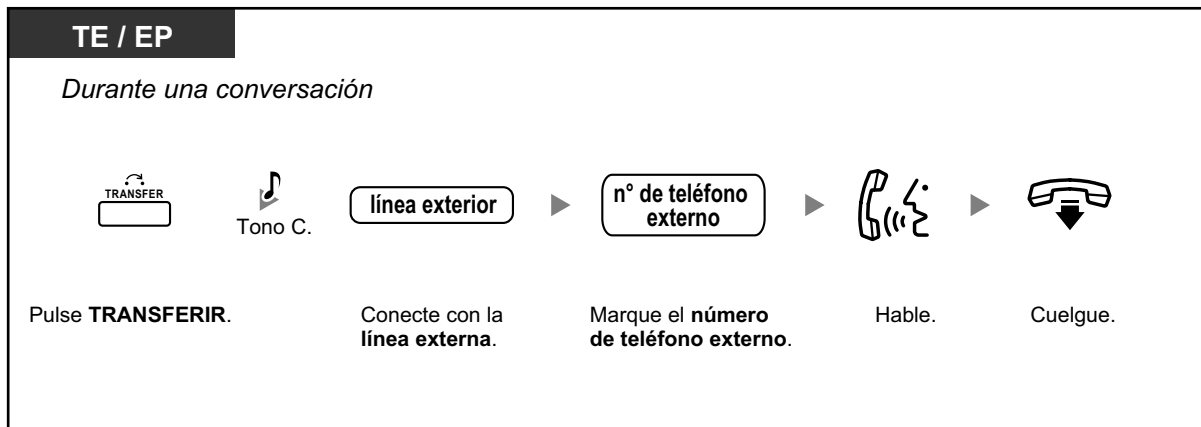 TE / EP
Durante una conversación
TRANSFER
Tono C.
línea exterior
n° de teléfono
externo
Pulse TRANSFERIR.
Conecte con la
línea externa.
Marque el número
de teléfono externo.
Hable.
Cuelgue.